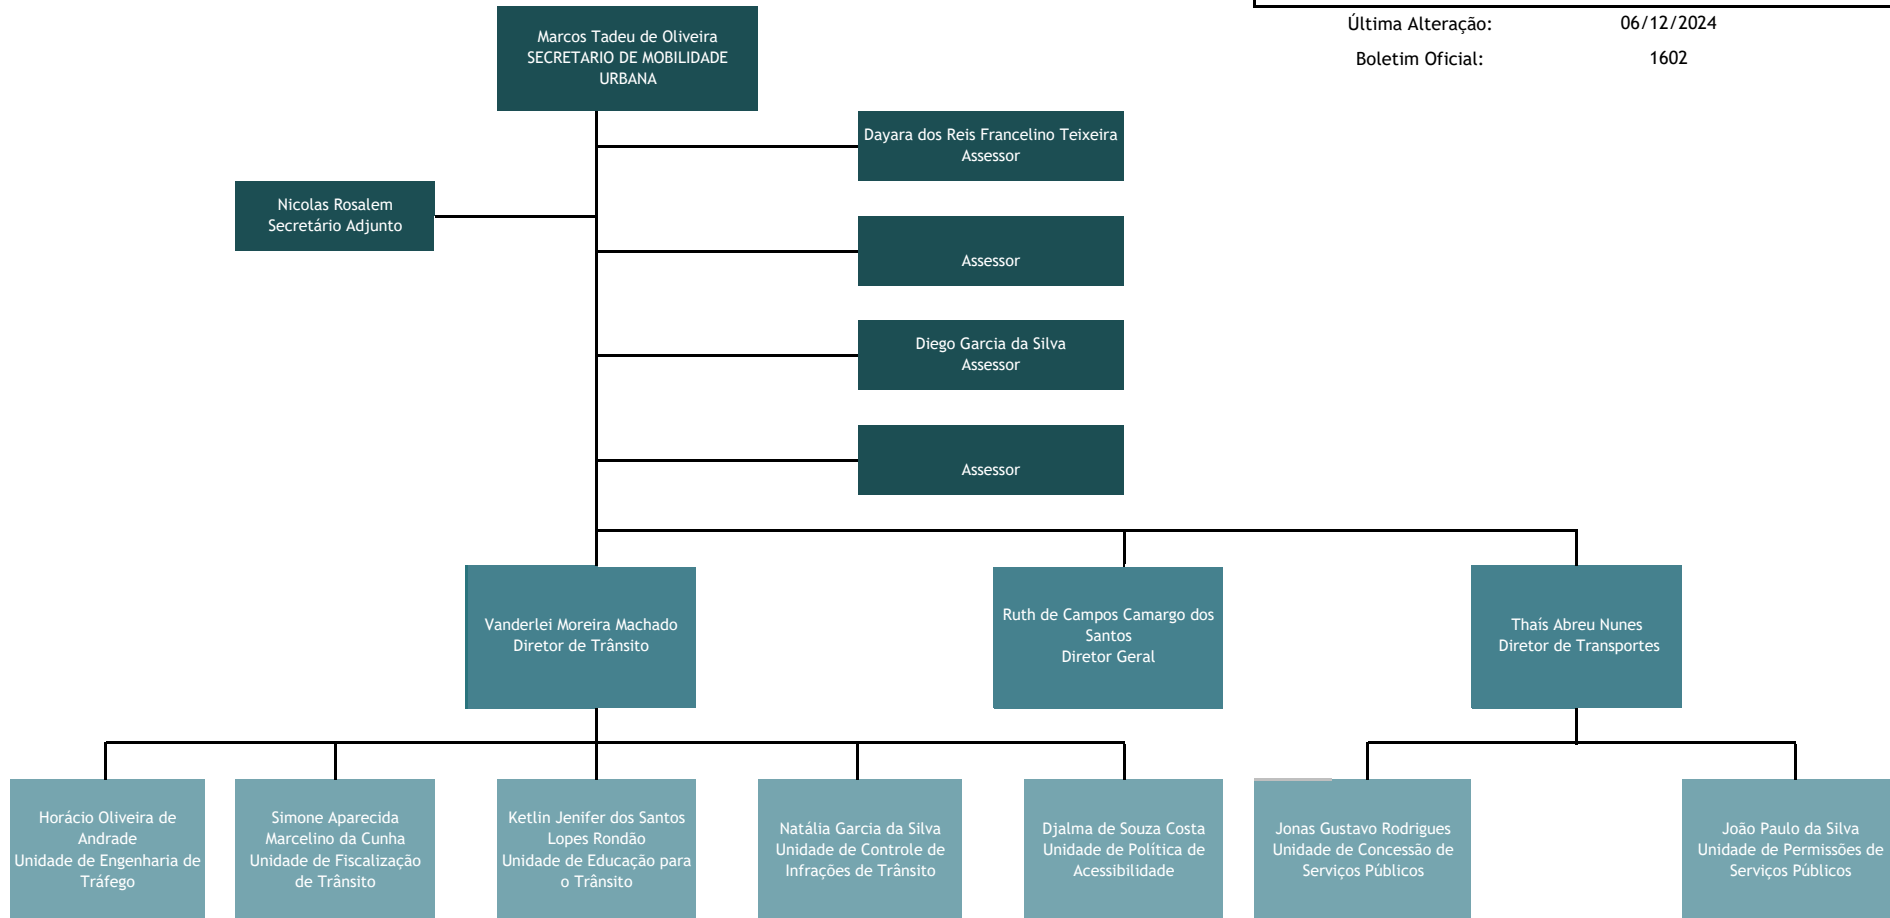 Última Alteração: 06/12/2024
Boletim Oficial: 1602
Marcos Tadeu de Oliveira
SECRETARIO DE MOBILIDADE
URBANA
Dayara dos Reis Francelino Teixeira
Assessor
Nicolas Rosalem
Secretário Adjunto
Assessor
Diego Garcia da Silva
Assessor
Assessor
Vanderlei Moreira Machado
Diretor de Trânsito
Ruth de Campos Camargo dos
Santos
Diretor Geral
Thaís Abreu Nunes
Diretor de Transportes
Horácio Oliveira de
Andrade
Unidade de Engenharia de
Tráfego
Simone Aparecida
Marcelino da Cunha
Unidade de Fiscalização
de Trânsito
Ketlin Jenifer dos Santos
Lopes Rondão
Unidade de Educação para
o Trânsito
Natália Garcia da Silva
Unidade de Controle de
Infrações de Trânsito
Djalma de Souza Costa
Unidade de Política de
Acessibilidade
Jonas Gustavo Rodrigues
Unidade de Concessão de
Serviços Públicos
João Paulo da Silva
Unidade de Permissões de
Serviços Públicos